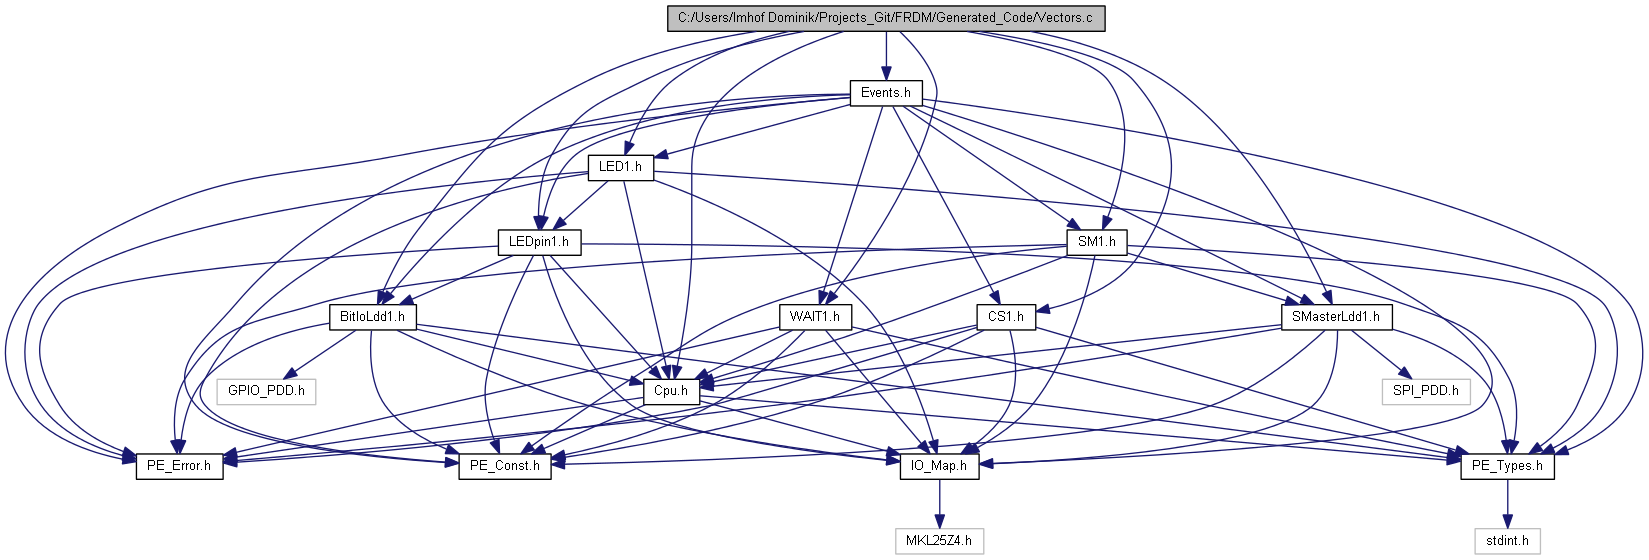 C:/Users/Imhof Dominik/Projects_Git/FRDM/Generated_Code/Vectors.c
Events.h
LED1.h
LEDpin1.h
SM1.h
BitIoLdd1.h
WAIT1.h
CS1.h
SMasterLdd1.h
GPIO_PDD.h
Cpu.h
SPI_PDD.h
PE_Error.h
PE_Const.h
IO_Map.h
PE_Types.h
MKL25Z4.h
stdint.h